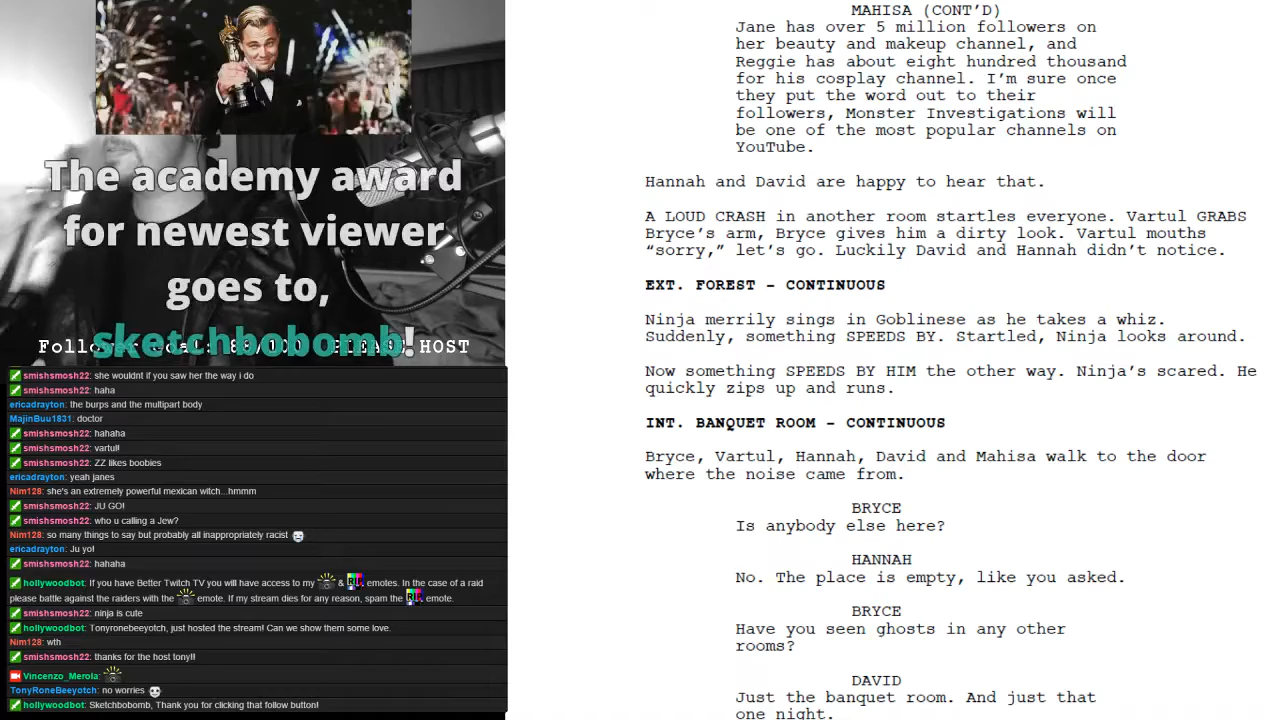 The academy award
for newest viewer
goes to,
sketchbobomb!
HOST
smishsmosh22: she wouldnt if you saw her the way i do
smishsmosh22: haha
ericadrayton: the burps and the multipart body
MajinBuu1831: doctor
smishsmosh22: hahaha
smishsmosh22: vartul!
smishsmosh22: ZZ likes boobies
ericadrayton: yeah janes
Nim128: she's an extremely powerful mexican witch...hmmm
smishsmosh22: JU GO!
smishsmosh22: who u calling a Jew?
Nim128: so many things to say but probably all inappropriately racist
ericadrayton: Ju yo!
smishsmosh22: hahaha
hollywoodbot: If you have Better Twitch TV you will have access to my & emotes. In the case of a raid
please battle against the raiders with the emote. If my stream dies for any reason, spam the emote.
smishsmosh22: ninja is cute
hollywoodbot: Tonyronebeeyotch, just hosted the stream! Can we show them some love.
Nim128: wth
smishsmosh22: thanks for the host tony!!
Vincenzo_Merola:
TonyRoneBeeyotch: no worries
hollywoodbot: Sketchbobomb, Thank you for clicking that follow button!
MAHISA (CONT’D)
Jane has over 5 million followers on
her beauty and makeup channel, and
Reggie has about eight hundred thousand
for his cosplay channel. I’m sure once
they put the word out to their
followers, Monster Investigations will
be one of the most popular channels on
YouTube.
Hannah and David are happy to hear that.
A LOUD CRASH in another room startles everyone. Vartul GRABS
Bryce’s arm, Bryce gives him a dirty look. Vartul mouths
“sorry,” let’s go. Luckily David and Hannah didn’t notice.
EXT. FOREST – CONTINUOUS
Ninja merrily sings in Goblinese as he takes a whiz.
Suddenly, something SPEEDS BY. Startled, Ninja looks around.
Now something SPEEDS BY HIM the other way. Ninja’s scared. He
quickly zips up and runs.
INT. BANQUET ROOM – CONTINUOUS
Bryce, Vartul, Hannah, David and Mahisa walk to the door
where the noise came from.
BRYCE
Is anybody else here?
HANNAH
No. The place is empty, like you asked.
BRYCE
Have you seen ghosts in any other
rooms?
DAVID
Just the banquet room. And just that
one night.